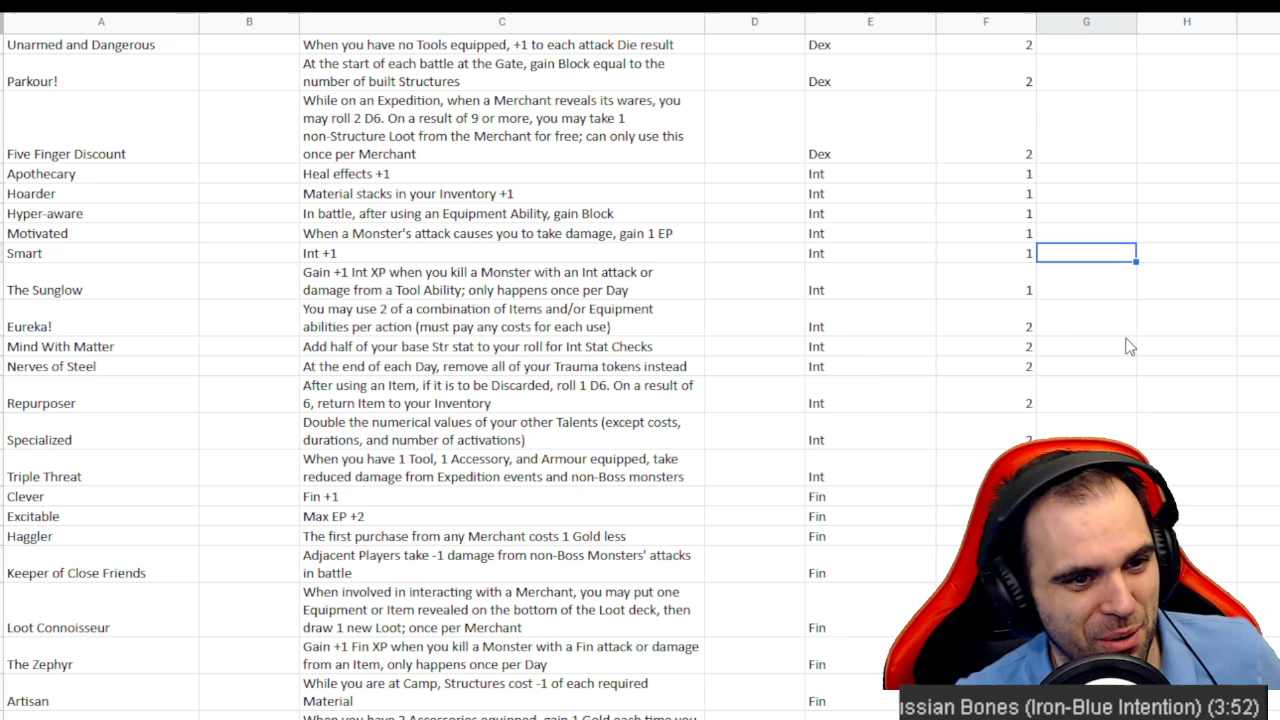 A B C D E F G H
Unarmed and Dangerous When you have no Tools equipped, +1 to each attack Die result Dex 2
At the start of each battle at the Gate, gain Block equal to the
Parkour! number of built Structures Dex 2
While on an Expedition, when a Merchant reveals its wares, you
may roll 2 D6. On a result of 9 or more, you may take 1
non-Structure Loot from the Merchant for free; can only use this
Five Finger Discount once per Merchant Dex 2
Apothecary Heal effects +1 Int 1
Hoarder Material stacks in your Inventory +1 Int 1
Hyper-aware In battle, after using an Equipment Ability, gain Block Int 1
Motivated When a Monster's attack causes you to take damage, gain 1 EP Int 1
Smart Int +1 Int 1
Gain +1 Int XP when you kill a Monster with an Int attack or
The Sunglow damage from a Tool Ability; only happens once per Day Int 1
You may use 2 of a combination of Items and/or Equipment
Eureka! abilities per action (must pay any costs for each use) Int 2
Mind With Matter Add half of your base Str stat to your roll for Int Stat Checks Int 2
Nerves of Steel At the end of each Day, remove all of your Trauma tokens instead Int 2
After using an Item, if it is to be Discarded, roll 1 D6. On a result of
Repurposer 6, return Item to your Inventory Int 2
Double the numerical values of your other Talents (except costs,
Specialized durations, and number of activations) Int 2
When you have 1 Tool, 1 Accessory, and Armour equipped, take
Triple Threat reduced damage from Expedition events and non-Boss monsters Int
Clever Fin +1 Fin
Excitable Max EP +2 Fin
Haggler The first purchase from any Merchant costs 1 Gold less Fin
Adjacent Players take -1 damage from non-Boss Monsters' attacks
Keeper of Close Friends in battle Fin
When involved in interacting with a Merchant, you may put one
Equipment or Item revealed on the bottom of the Loot deck, then
Loot Connoisseur draw 1 new Loot; once per Merchant Fin
Gain +1 Fin XP when you kill a Monster with a Fin attack or damage
The Zephyr from an Item, only happens once per Day Fin
While you are at Camp, Structures cost -1 of each required
Artisan Material Fin
When you have 2 Accessories equipped, gain 1 Gold each time you
ussian Bones (Iron-Blue Intention) (3:52)